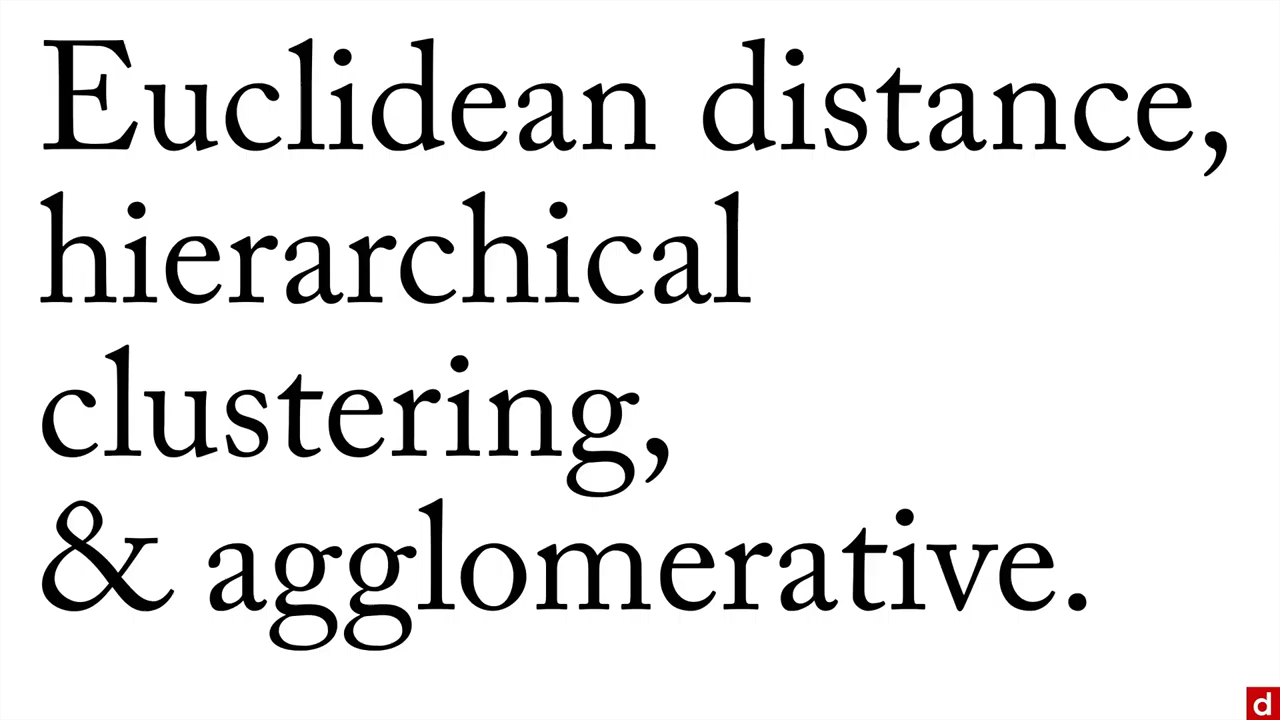 Euclidean distance,
hierarchical
clustering,
& agglomerative.
d